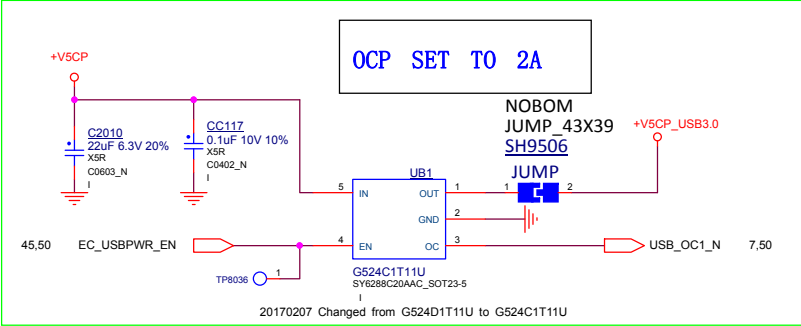 OCP SET TO 2A
+V5CP
NOBOM
JUMP_43X39
SH9506
JUMP
+V5CP_USB3.0
C2010
22uF 6.3V 20%
X5R
C0603_N
I
CC117
0.1uF 10V 10%
X5R
C0402_N
I
UB1
1 2
5 IN OUT 1
GND 2
4 EN OC 3
45,50 EC_USBPWR_EN
USB_OC1_N 7,50
TP8036 1
G524C1T11U
SY6288C20AAC_SOT23-5
I
20170207 Changed from G524D1T11U to G524C1T11U